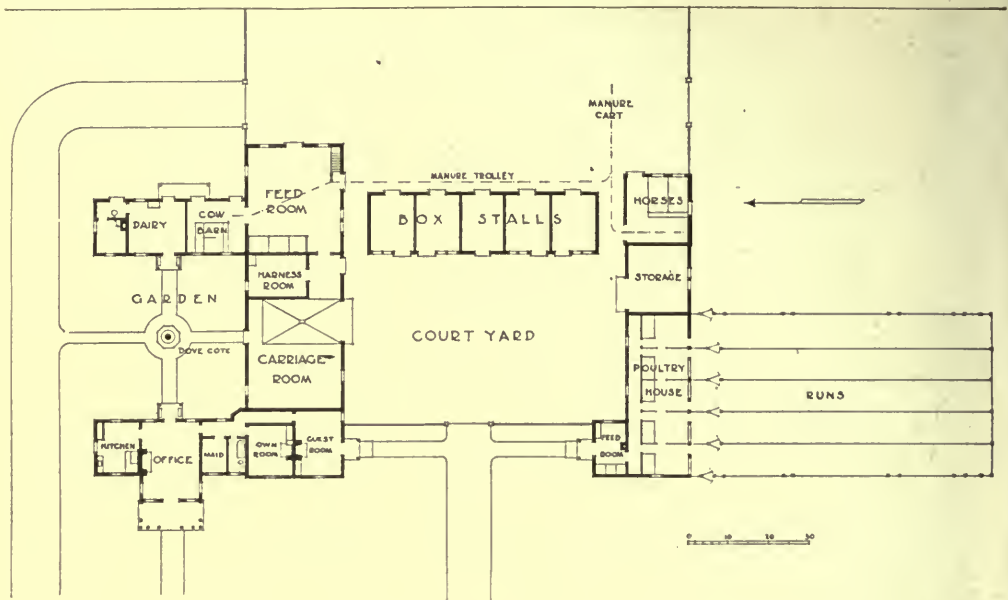 MANURE
CART
MANURE TROLLEY
FEED
ROOM
BOX STALLS
HORSES
DAIRY
COW
BARN
HARNESS
ROOM
STORAGE
GARDEN
DOVE COTE
COURT YARD
CARRIAGE
ROOM
POULTRY
HOUSE
RUNS
KITCHEN
OFFICE
MAID
OWN
ROOM
GUEST
ROOM
FEED
ROOM
0 10 20 30